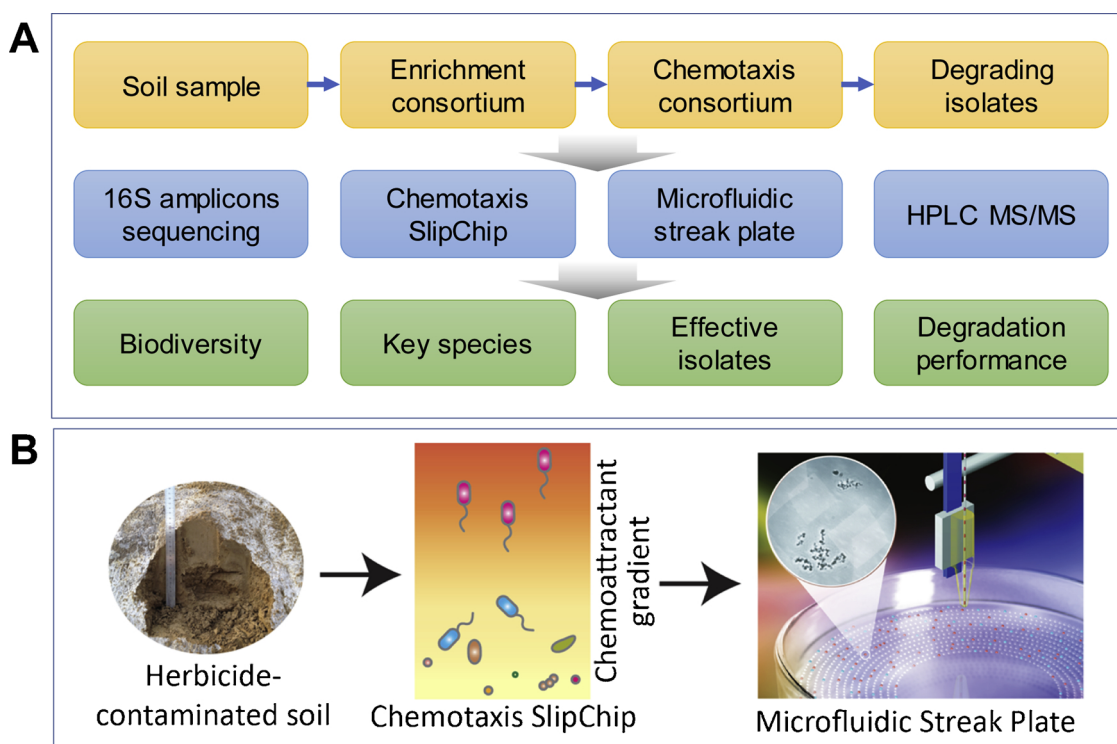 A
Soil sample
Enrichment
consortium
Chemotaxis
consortium
Degrading
isolates
16S amplicons
sequencing
Chemotaxis
SlipChip
Microfluidic
streak plate
HPLC MS/MS
Biodiversity
Key species
Effective
isolates
Degradation
performance
B
Herbicide-
contaminated soil
Chemoattractant
gradient
Chemotaxis SlipChip
Microfluidic Streak Plate